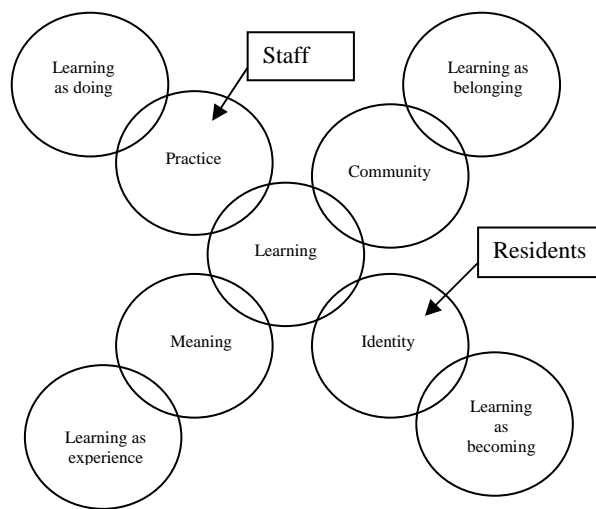 Learning
as doing
Staff
Learning as
belonging
Practice
Community
Learning
Residents
Meaning
Identity
Learning as
experience
Learning
as
becoming